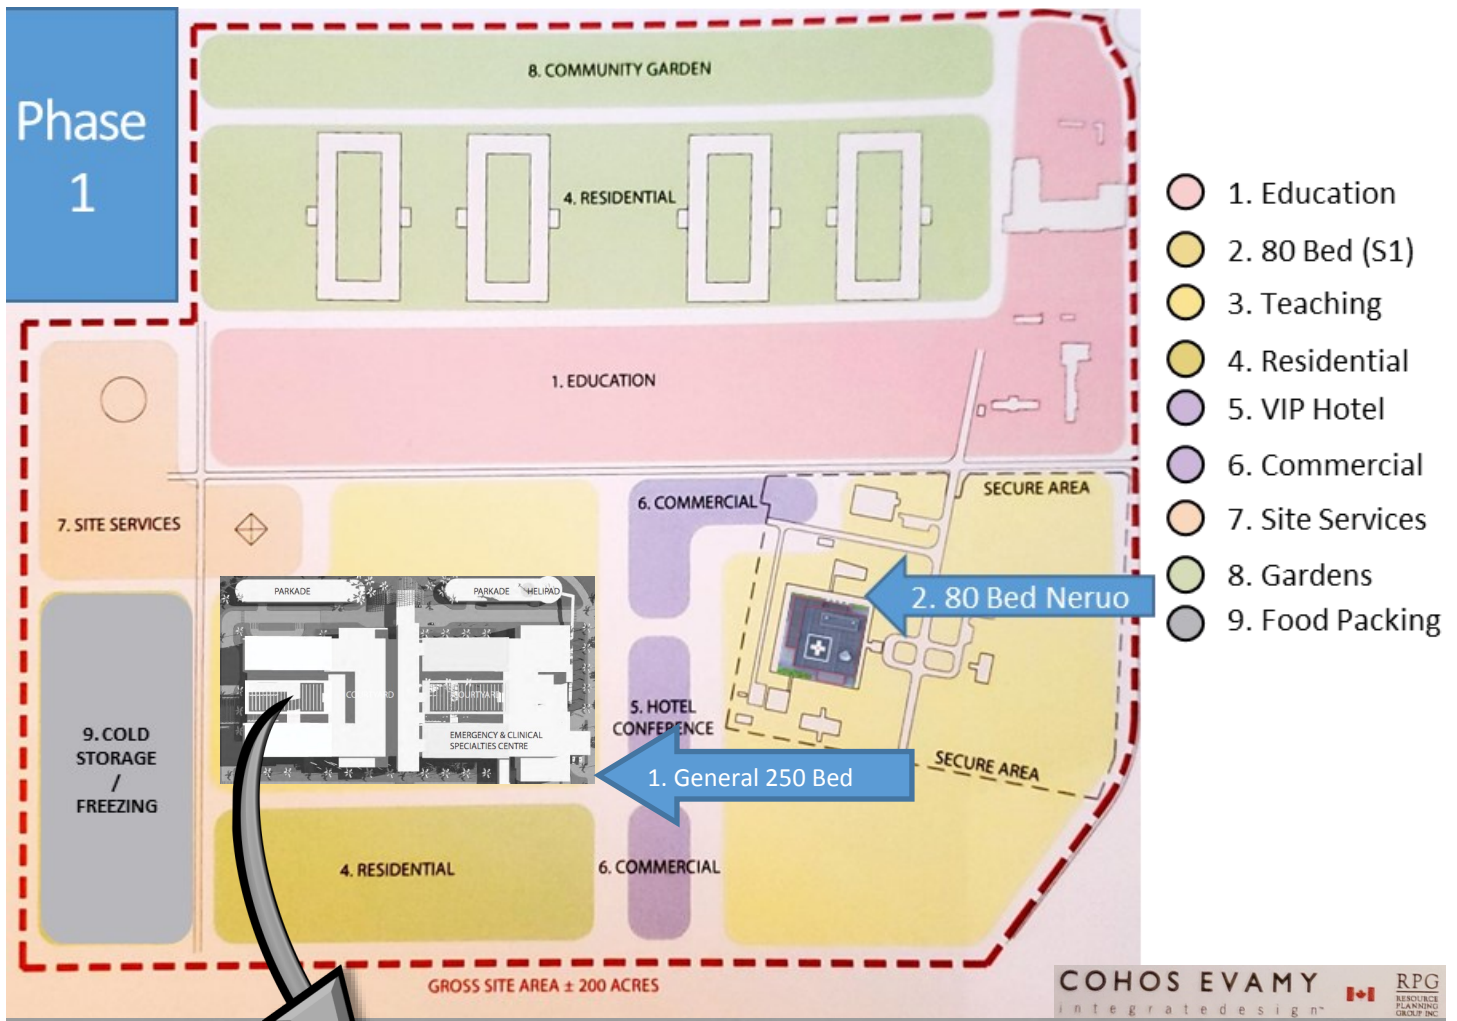 Phase
1
8. COMMUNITY GARDEN
4. RESIDENTIAL
1. EDUCATION
7. SITE SERVICES
6. COMMERCIAL
SECURE AREA
2. 80 Bed Neruo
PARKADE
PARKADE
HELIPAD
COURTYARD
COURTYARD
EMERGENCY & CLINICAL
SPECIALTIES CENTRE
5. HOTEL
CONFERENCE
1. General 250 Bed
SECURE AREA
9. COLD
STORAGE
/
FREEZING
4. RESIDENTIAL
6. COMMERCIAL
GROSS SITE AREA ± 200 ACRES
1. Education
2. 80 Bed (S1)
3. Teaching
4. Residential
5. VIP Hotel
6. Commercial
7. Site Services
8. Gardens
9. Food Packing
COHOS EVAMY
integratedesign™
RPG
RESOURCE
PLANNING
GROUP INC